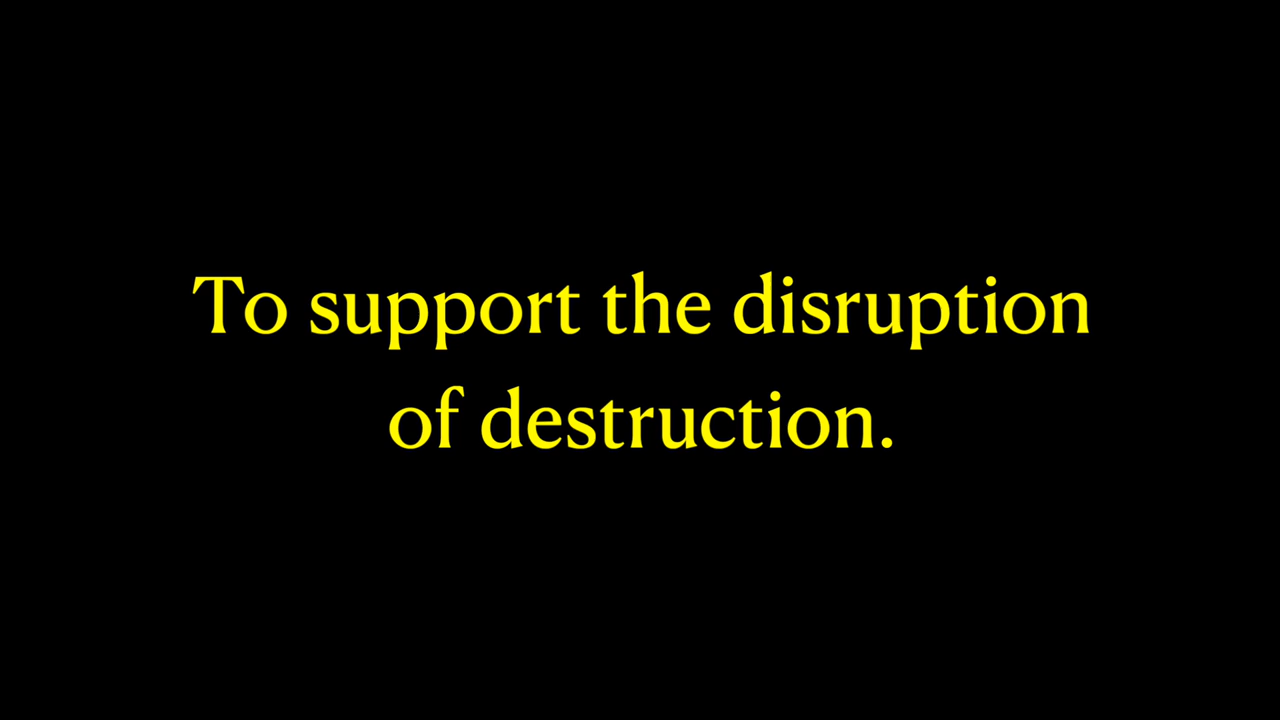 To support the disruption
of destruction.